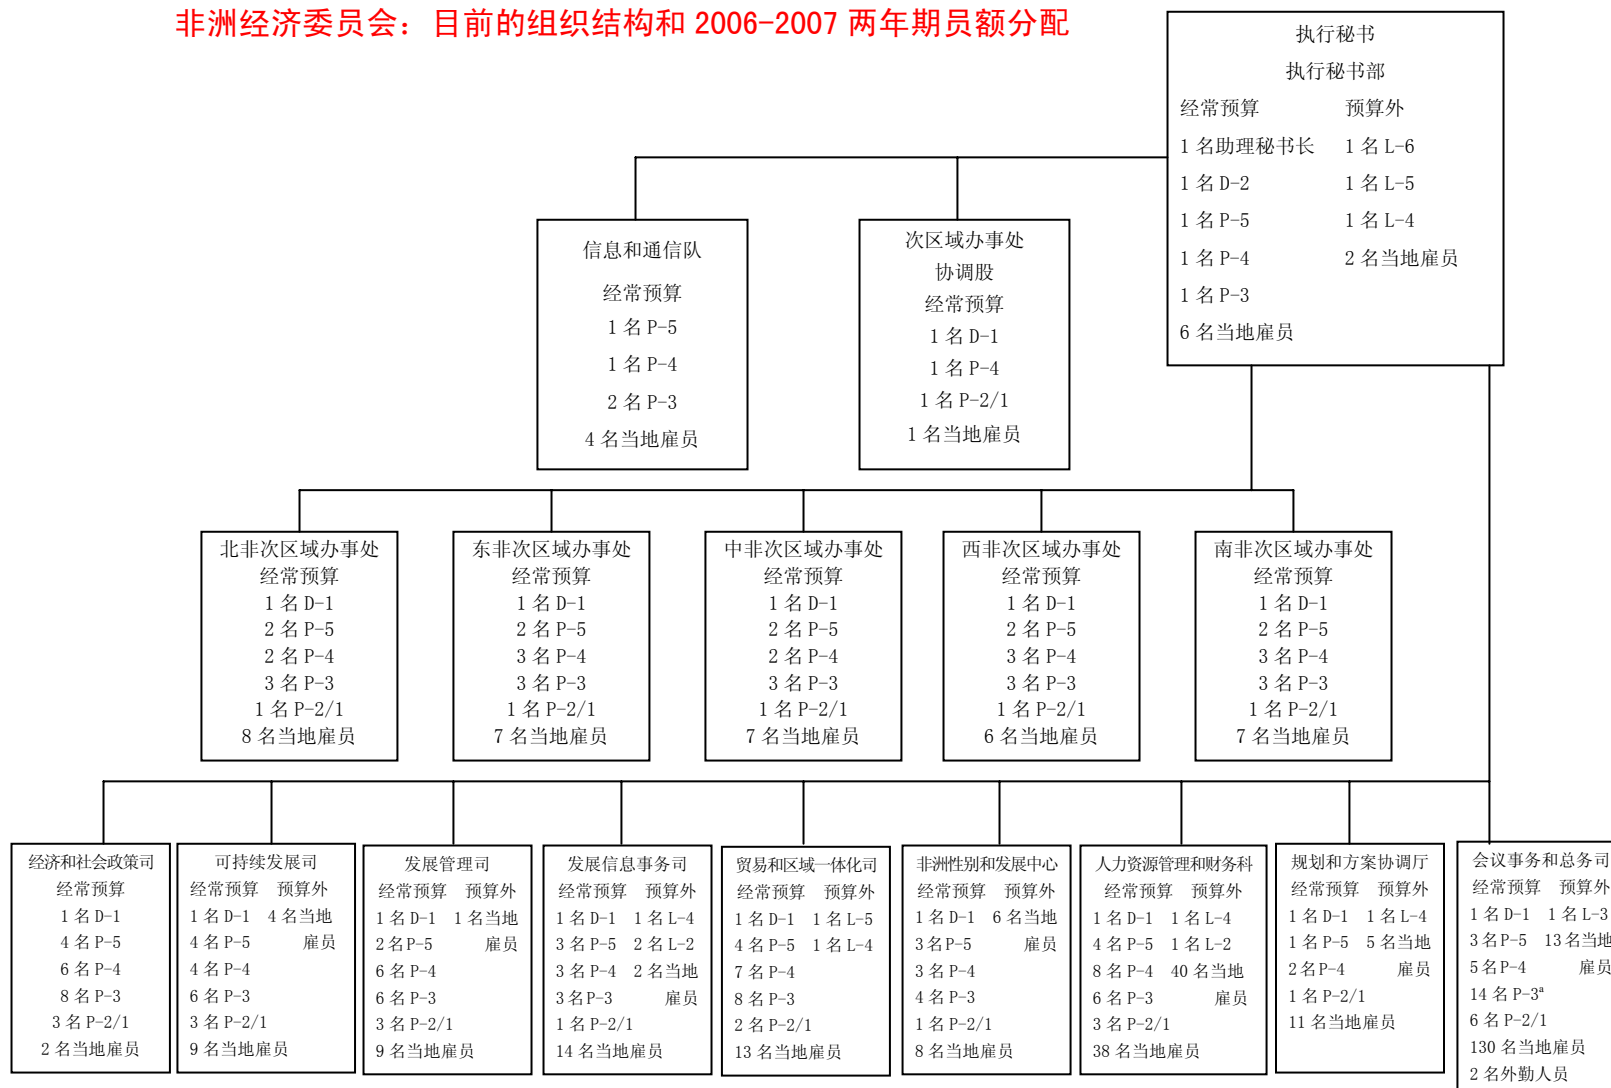 非洲经济委员会：目前的组织结构和 2006-2007 两年期员额分配
执行秘书
执行秘书部
经常预算 预算外
1 名助理秘书长 1 名 L-6
1 名 D-2 1 名 L-5
1 名 P-5 1 名 L-4
1 名 P-4 2 名当地雇员
1 名 P-3
6 名当地雇员
信息和通信队
经常预算
1 名 P-5
1 名 P-4
2 名 P-3
4 名当地雇员
次区域办事处
协调股
经常预算
1 名 D-1
1 名 P-4
1 名 P-2/1
1 名当地雇员
北非次区域办事处
经常预算
1 名 D-1
2 名 P-5
2 名 P-4
3 名 P-3
1 名 P-2/1
8 名当地雇员
东非次区域办事处
经常预算
1 名 D-1
2 名 P-5
3 名 P-4
3 名 P-3
1 名 P-2/1
7 名当地雇员
中非次区域办事处
经常预算
1 名 D-1
2 名 P-5
2 名 P-4
3 名 P-3
1 名 P-2/1
7 名当地雇员
西非次区域办事处
经常预算
1 名 D-1
2 名 P-5
3 名 P-4
3 名 P-3
1 名 P-2/1
6 名当地雇员
南非次区域办事处
经常预算
1 名 D-1
2 名 P-5
3 名 P-4
3 名 P-3
1 名 P-2/1
7 名当地雇员
经济和社会政策司
经常预算
1 名 D-1
4 名 P-5
6 名 P-4
8 名 P-3
3 名 P-2/1
2 名当地雇员
可持续发展司
经常预算 预算外
1 名 D-1 4 名当地
4 名 P-5 雇员
4 名 P-4
6 名 P-3
3 名 P-2/1
9 名当地雇员
发展管理司
经常预算 预算外
1 名 D-1 1 名当地
2 名 P-5 雇员
6 名 P-4
6 名 P-3
3 名 P-2/1
9 名当地雇员
发展信息事务司
经常预算 预算外
1 名 D-1 1 名 L-4
3 名 P-5 2 名 L-2
3 名 P-4 2 名当地
3 名 P-3 雇员
1 名 P-2/1
14 名当地雇员
贸易和区域一体化司
经常预算 预算外
1 名 D-1 1 名 L-5
4 名 P-5 1 名 L-4
7 名 P-4
8 名 P-3
2 名 P-2/1
13 名当地雇员
非洲性别和发展中心
经常预算 预算外
1 名 D-1 6 名当地
3 名 P-5 雇员
3 名 P-4
4 名 P-3
1 名 P-2/1
8 名当地雇员
人力资源管理和财务科
经常预算 预算外
1 名 D-1 1 名 L-4
4 名 P-5 1 名 L-2
8 名 P-4 40 名当地
6 名 P-3 雇员
3 名 P-2/1
38 名当地雇员
规划和方案协调厅
经常预算 预算外
1 名 D-1 1 名 L-4
1 名 P-5 5 名当地
2 名 P-4 雇员
1 名 P-2/1
11 名当地雇员
会议事务和总务司
经常预算 预算外
1 名 D-1 1 名 L-3
3 名 P-5 13 名当地
5 名 P-4 雇员
14 名 P-3ª
6 名 P-2/1
130 名当地雇员
2 名外勤人员